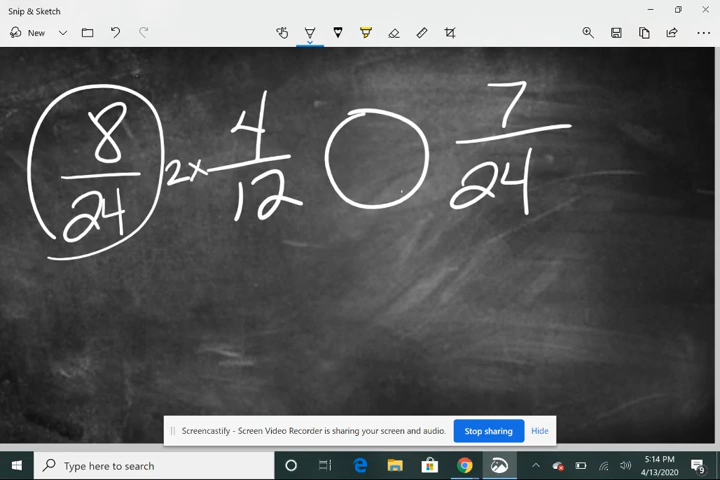 Snip & Sketch
New
8/24 2x 4/12 7/24
Screencastify - Screen Video Recorder is sharing your screen and audio.
Stop sharing
Hide
Type here to search
5:14 PM
4/13/2020
9